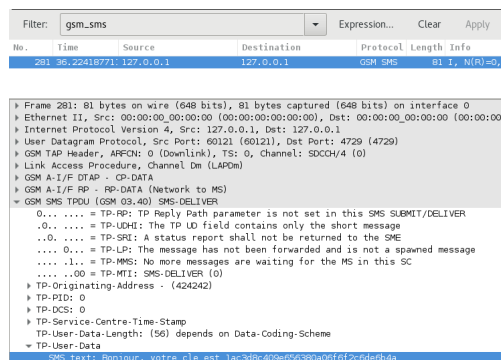 Filter: gsm_sms Expression... Clear Apply
No. Time Source Destination Protocol Length Info
281 36.22418771: 127.0.0.1 127.0.0.1 GSM SMS 81 I, N(R)=0,
Frame 281: 81 bytes on wire (648 bits), 81 bytes captured (648 bits) on interface 0
Ethernet II, Src: 00:00:00_00:00:00 (00:00:00:00:00:00), Dst: 00:00:00_00:00:00 (00:00:00
Internet Protocol Version 4, Src: 127.0.0.1, Dst: 127.0.0.1
User Datagram Protocol, Src Port: 60121 (60121), Dst Port: 4729 (4729)
GSM TAP Header, ARFCN: 0 (Downlink), TS: 0, Channel: SDCCH/4 (0)
Link Access Procedure, Channel Dm (LAPDm)
GSM A-I/F DTAP - CP-DATA
GSM A-I/F RP - RP-DATA (Network to MS)
GSM SMS TPDU (GSM 03.40) SMS-DELIVER
0... .... = TP-RP: TP Reply Path parameter is not set in this SMS SUBMIT/DELIVER
.0.. .... = TP-UDHI: The TP UD field contains only the short message
..0. .... = TP-SRI: A status report shall not be returned to the SME
.... 0... = TP-LP: The message has not been forwarded and is not a spawned message
.... .1.. = TP-MMS: No more messages are waiting for the MS in this SC
.... ..00 = TP-MTI: SMS-DELIVER (0)
TP-Originating-Address - (424242)
TP-PID: 0
TP-DCS: 0
TP-Service-Centre-Time-Stamp
TP-User-Data-Length: (56) depends on Data-Coding-Scheme
TP-User-Data
SMS text: Bonjour, votre cle est 1ac3d8c409e656380a06f6f2c6de6b4a